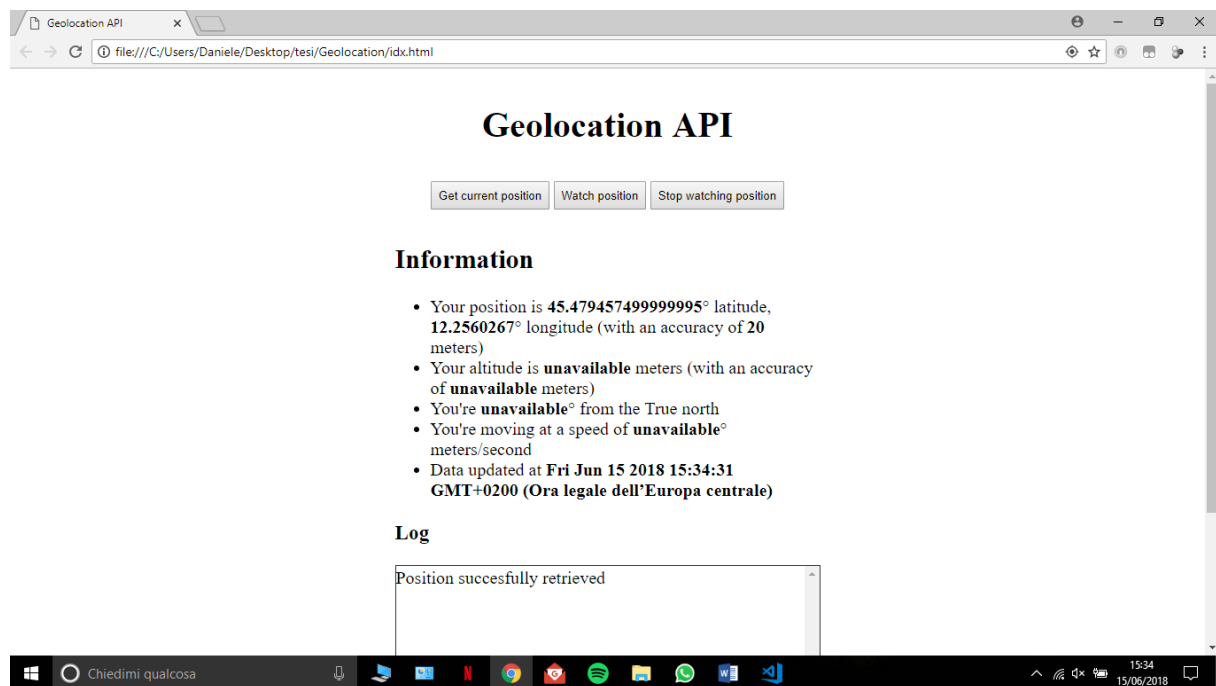 Geolocation API
file:///C:/Users/Daniele/Desktop/tesi/Geolocation/idx.html
Geolocation API
Get current position Watch position Stop watching position
Information
Your position is 45.479457499999995° latitude,
12.2560267° longitude (with an accuracy of 20
meters)
Your altitude is unavailable meters (with an accuracy
of unavailable meters)
You're unavailable° from the True north
You're moving at a speed of unavailable°
meters/second
Data updated at Fri Jun 15 2018 15:34:31
GMT+0200 (Ora legale dell'Europa centrale)
Log
Position succesfully retrieved
Chiedimi qualcosa
15:34
15/06/2018